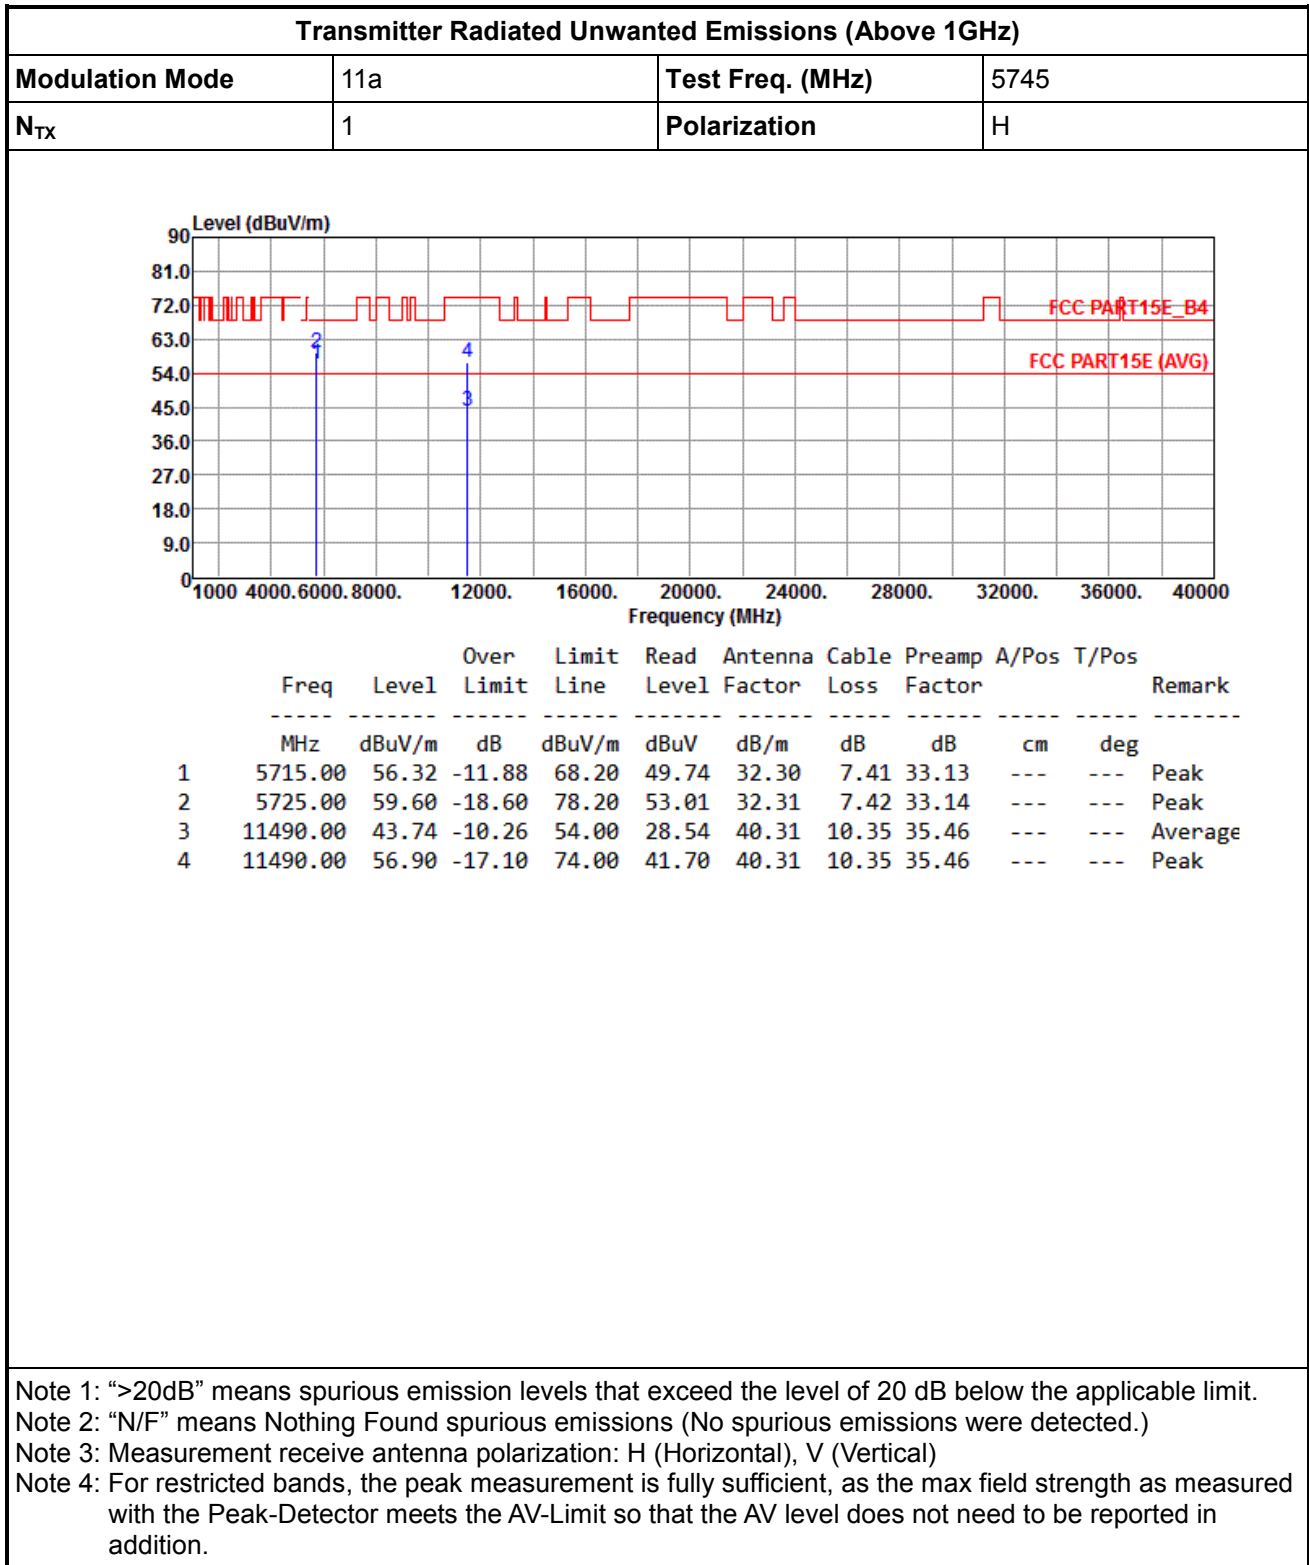 Transmitter Radiated Unwanted Emissions (Above 1GHz)
Modulation Mode 11a Test Freq. (MHz) 5745
NTX 1 Polarization H
Level (dBuV/m)
90
81.0
72.0
FCC PART15E_B4
63.0
2
1
4
FCC PART15E (AVG)
54.0
3
45.0
36.0
27.0
18.0
9.0
0
1000 4000. 6000. 8000. 12000. 16000. 20000. 24000. 28000. 32000. 36000. 40000
Frequency (MHz)
Over Limit Read Antenna Cable Preamp A/Pos T/Pos
Freq Level Limit Line Level Factor Loss Factor Remark
----- ------- ------ ------ ------- ------ ----- ------ ----- ----- -------
MHz dBuV/m dB dBuV/m dBuV dB/m dB dB cm deg
1 5715.00 56.32 -11.88 68.20 49.74 32.30 7.41 33.13 --- --- Peak
2 5725.00 59.60 -18.60 78.20 53.01 32.31 7.42 33.14 --- --- Peak
3 11490.00 43.74 -10.26 54.00 28.54 40.31 10.35 35.46 --- --- Average
4 11490.00 56.90 -17.10 74.00 41.70 40.31 10.35 35.46 --- --- Peak
Note 1: “>20dB” means spurious emission levels that exceed the level of 20 dB below the applicable limit.
Note 2: “N/F” means Nothing Found spurious emissions (No spurious emissions were detected.)
Note 3: Measurement receive antenna polarization: H (Horizontal), V (Vertical)
Note 4: For restricted bands, the peak measurement is fully sufficient, as the max field strength as measured
with the Peak-Detector meets the AV-Limit so that the AV level does not need to be reported in
addition.